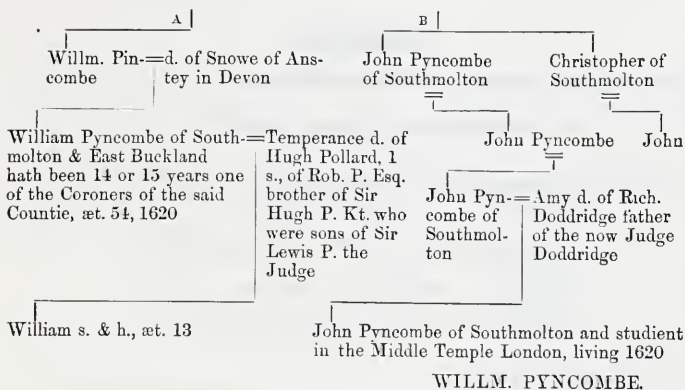 A
B
Willm. Pin-=d. of Snowe of Ans-
combe tey in Devon
John Pyncombe
of Southmolton
Christopher of
Southmolton
William Pyncombe of South-
molton & East Buckland
hath been 14 or 15 years one
of the Coroners of the said
Countie, æt. 54, 1620
=Temperance d. of
Hugh Pollard, 1
s., of Rob. P. Esq.
brother of Sir
Hugh P. Kt. who
were sons of Sir
Lewis P. the
Judge
John Pyncombe
John
John Pyn-=
combe of
Southmol-
ton
Amy d. of Rich.
Doddridge father
of the now Judge
Doddridge
William s. & h., æt. 13
John Pyncombe of Southmolton and studient
in the Middle Temple London, living 1620
WILLM. PYNCOMBE.